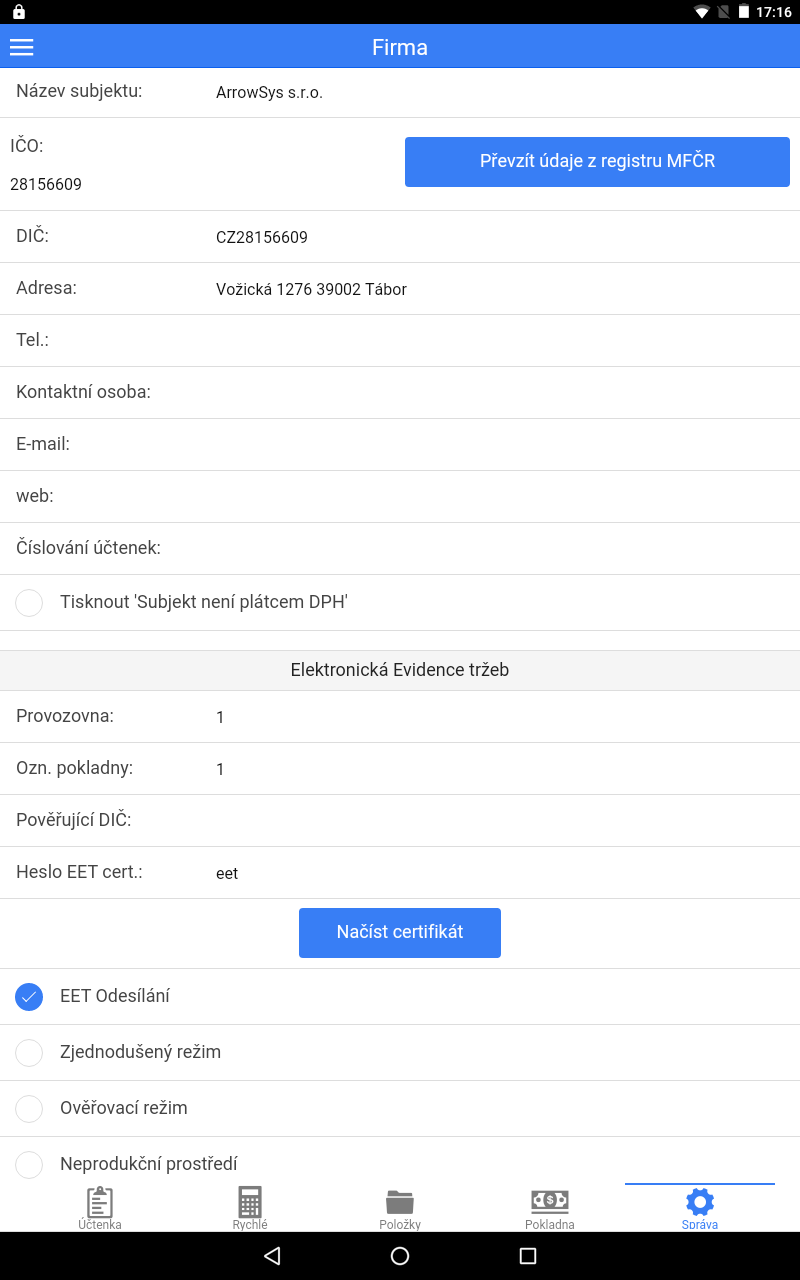 17:16
Firma
Název subjektu: ArrowSys s.r.o.
IČO:
Převzít údaje z registru MFČR
28156609
DIČ: CZ28156609
Adresa: Vožická 1276 39002 Tábor
Tel.:
Kontaktní osoba:
E-mail:
web:
Číslování účtenek:
Tisknout 'Subjekt není plátcem DPH'
Elektronická Evidence tržeb
Provozovna: 1
Ozn. pokladny: 1
Pověřující DIČ:
Heslo EET cert.: eet
Načíst certifikát
EET Odesílání
Zjednodušený režim
Ověřovací režim
Neprodukční prostředí
Účtenka Rychlé Položky Pokladna Správa